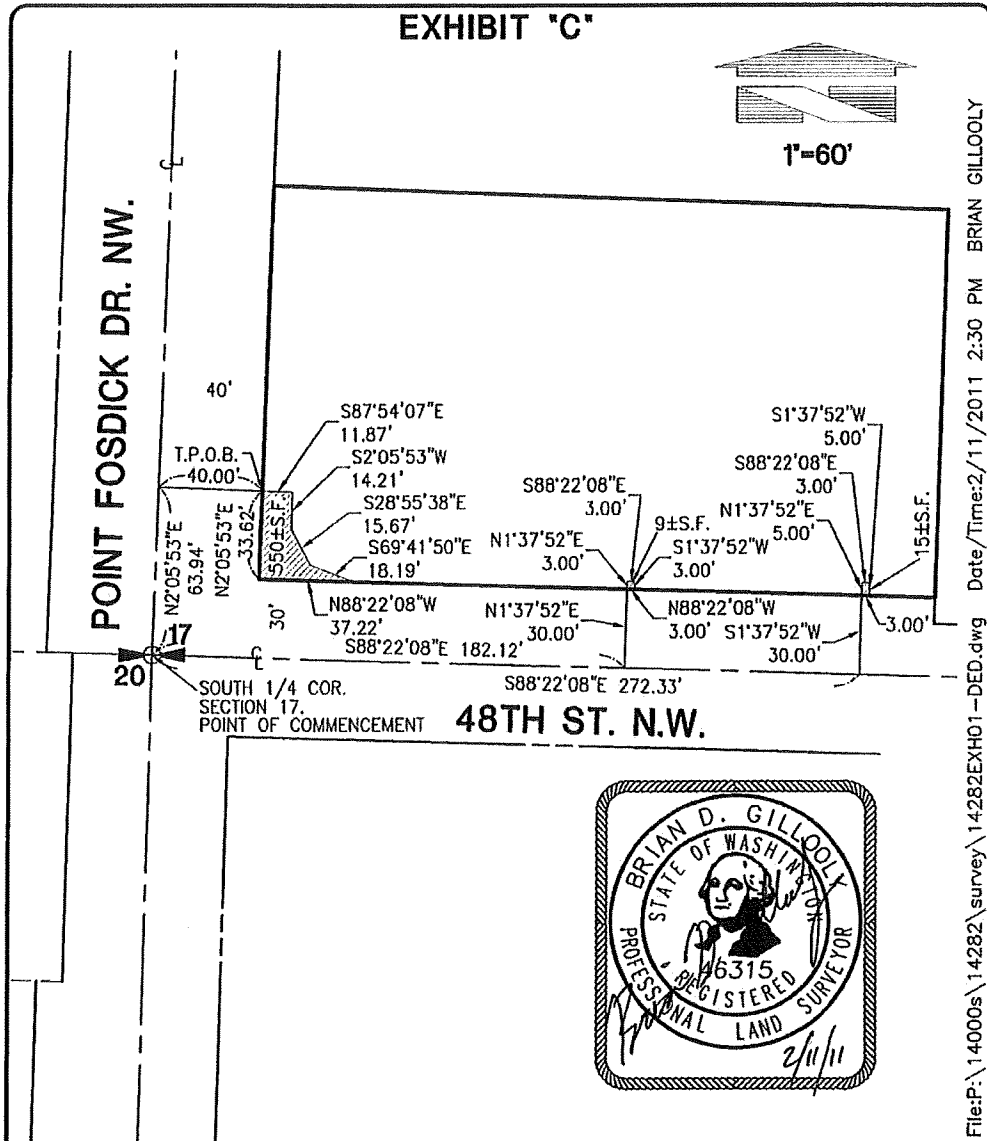 EXHIBIT "C"
1"=60'
POINT FOSDICK DR. NW.
40'
S87°54'07"E
11.87'
S2°05'53"W
14.21'
S28°55'38"E
15.67'
S69°41'50"E
18.19'
T.P.O.B.
40.00'
N2°05'53"E
63.94'
N2°05'53"E
33.62'
550±S.F.
30'
N88°22'08"W
37.22'
S88°22'08"E 182.12'
S88°22'08"E
3.00'
N1°37'52"E
3.00'
9±S.F.
S1°37'52"W
3.00'
N1°37'52"E
30.00'
N88°22'08"W
3.00'
S1°37'52"W
5.00'
S88°22'08"E
3.00'
N1°37'52"E
5.00'
15±S.F.
3.00'
S1°37'52"W
30.00'
S88°22'08"E 272.33'
17
20
SOUTH 1/4 COR.
SECTION 17.
POINT OF COMMENCEMENT
48TH ST. N.W.
BRIAN D. GILLOOLY
STATE OF WASHINGTON
46315
REGISTERED
PROFESSIONAL LAND SURVEYOR
2/11/11
File:P:\14000s\14282\survey\14282EXH01-DED.dwg Date/Time:2/11/2011 2:30 PM BRIAN GILLOOLY